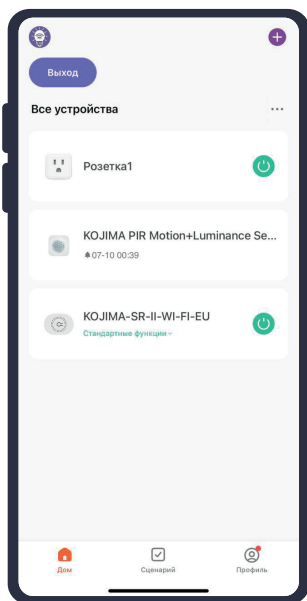 Выход
Все устройства
Розетка1
KOJIMA PIR Motion+Luminance Se...
07-10 00:39
KOJIMA-SR-II-WI-FI-EU
Стандартные функции
Дом
Сценарий
Профиль